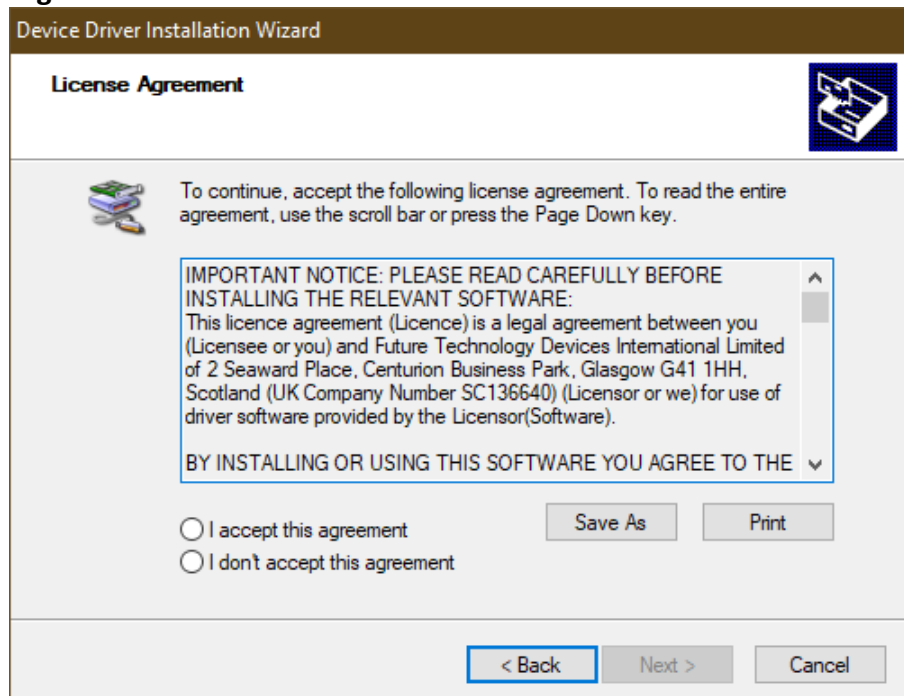 Device Driver Installation Wizard
License Agreement
To continue, accept the following license agreement. To read the entire
agreement, use the scroll bar or press the Page Down key.
IMPORTANT NOTICE: PLEASE READ CAREFULLY BEFORE
INSTALLING THE RELEVANT SOFTWARE:
This licence agreement (Licence) is a legal agreement between you
(Licensee or you) and Future Technology Devices International Limited
of 2 Seaward Place, Centurion Business Park, Glasgow G41 1HH,
Scotland (UK Company Number SC136640) (Licensor or we) for use of
driver software provided by the Licensor(Software).
BY INSTALLING OR USING THIS SOFTWARE YOU AGREE TO THE
Save As
Print
I accept this agreement
I don't accept this agreement
< Back
Next >
Cancel